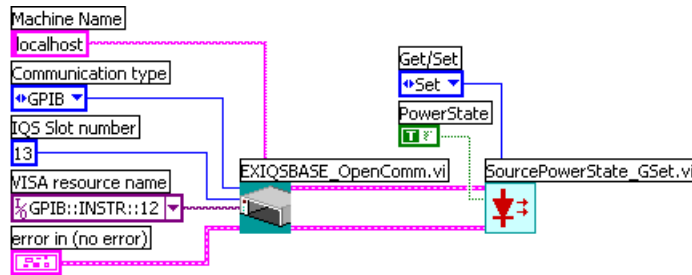 Machine Name
localhost
Communication type
GPIB
IQS Slot number
13
VISA resource name
GPIB::INSTR::12
error in (no error)
EXIQSBASE_OpenComm.vi
Get/Set
Set
PowerState
T
SourcePowerState_GSet.vi